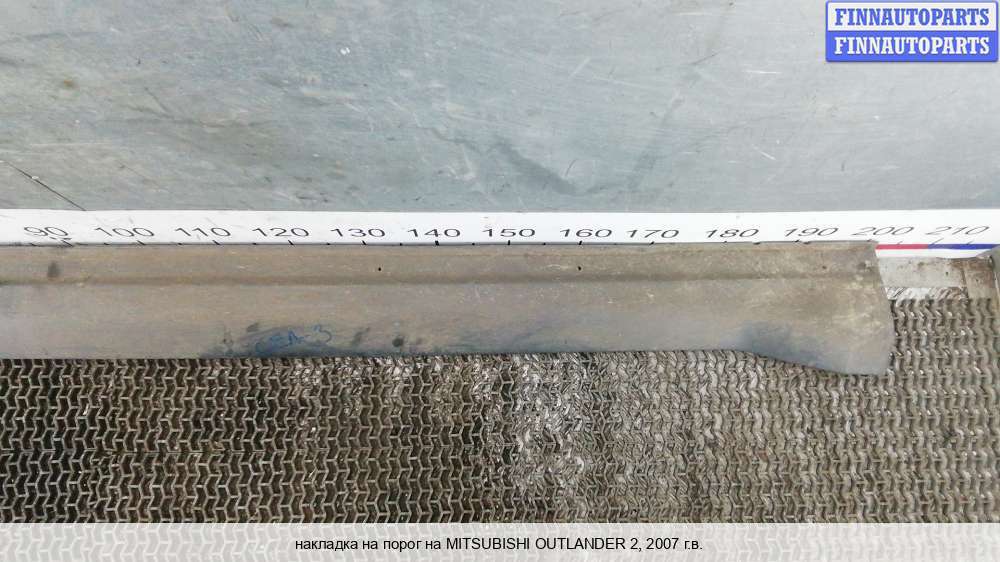 FINNAUTOPARTS
FINNAUTOPARTS
90 100 110 120 130 140 150 160 170 180 190 200 210
накладка на порог на MITSUBISHI OUTLANDER 2, 2007 г.в.